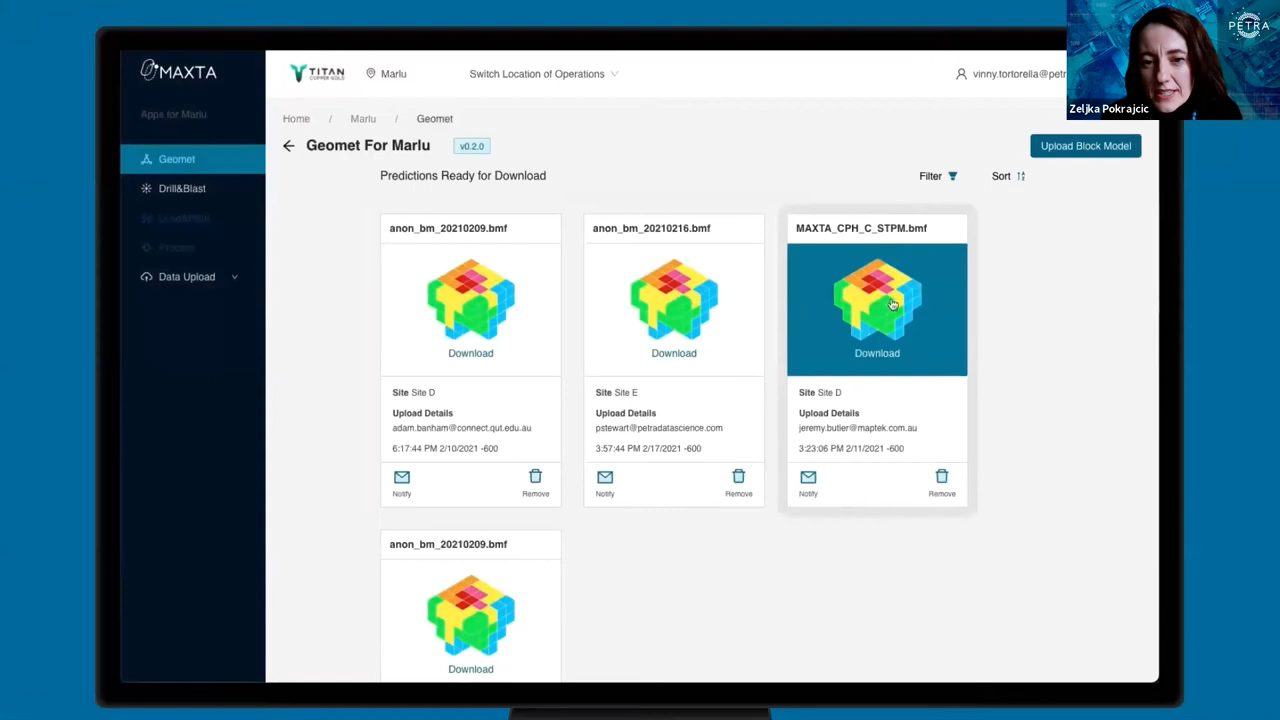 PETRA
Zeljka Pokrajcic
MAXTA
TITAN
COPPER GOLD
Marlu
Switch Location of Operations
vinny.tortorella@petr
Apps for Marlu
Home / Marlu / Geomet
Geomet For Marlu
v0.2.0
Upload Block Model
Geomet
Drill&Blast
Load&Haul
Process
Data Upload
Predictions Ready for Download
Filter
Sort
anon_bm_20210209.bmf
Download
Site Site D
Upload Details
adam.banham@connect.qut.edu.au
6:17:44 PM 2/10/2021 -600
Notify
Remove
anon_bm_20210216.bmf
Download
Site Site E
Upload Details
pstewart@petradatascience.com
3:57:44 PM 2/17/2021 -600
Notify
Remove
MAXTA_CPH_C_STPM.bmf
Download
Site Site D
Upload Details
jeremy.butler@maptek.com.au
3:23:06 PM 2/11/2021 -600
Notify
Remove
anon_bm_20210209.bmf
Download